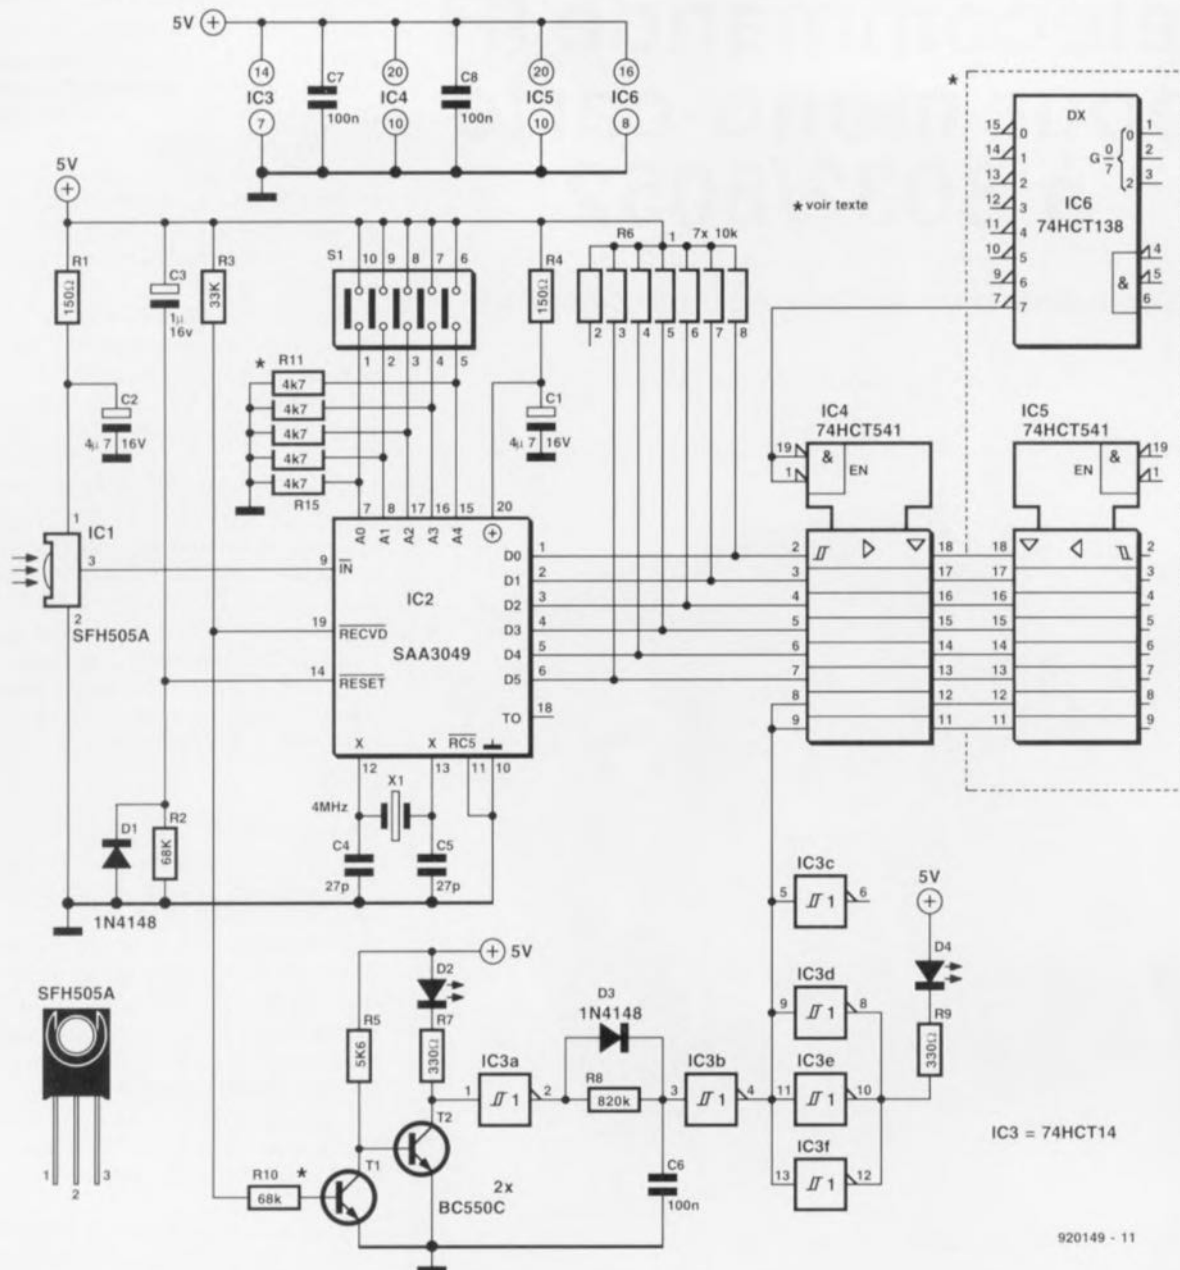 5V
14
IC3
7
C7
100n
20
IC4
10
C8
100n
20
IC5
10
16
IC6
8
*
DX
15 0
14 1
13 2
12 3
11 4
10 5
9 6
7 7
G 0/7 { 0 2
1
2
3
IC6
74HCT138
&
4
5
6
* voir texte
5V
R1
150Ω
C3
1µ
16v
R3
33K
S1
10 9 8 7 6
1 2 3 4 5
R4
150Ω
R6 1 7x 10k
2 3 4 5 6 7 8
* R11
4k7
4k7
4k7
4k7
4k7
R15
C2
4µ 7 16V
C1
4µ 7 16V
IC4
74HCT541
19
1
&
EN
IC5
74HCT541
&
EN
19
1
IC1
1
3
2
SFH505A
7 8 17 16 15 20
A0 A1 A2 A3 A4 +
9 IN
19 RECVD
14 RESET
IC2
SAA3049
D0 1
D1 2
D2 3
D3 4
D4 5
D5 6
TO 18
X X RC5
12 13 11 10
2 18 18 2
3 17 17 3
4 16 16 4
5 15 15 5
6 14 14 6
7 13 13 7
8 12 12 8
9 11 11 9
X1
4MHz
C4
27p
C5
27p
D1
1N4148
R2
68K
SFH505A
1
2
3
5V
R5
5K6
D2
R7
330Ω
R10 *
68k
T1
T2
2x
BC550C
IC3a
1 1 2
D3
1N4148
R8
820k
C6
100n
IC3b
3 1 4
IC3c
5 1 6
IC3d
9 1 8
IC3e
11 1 10
IC3f
13 1 12
5V
D4
R9
330Ω
IC3 = 74HCT14
920149 - 11